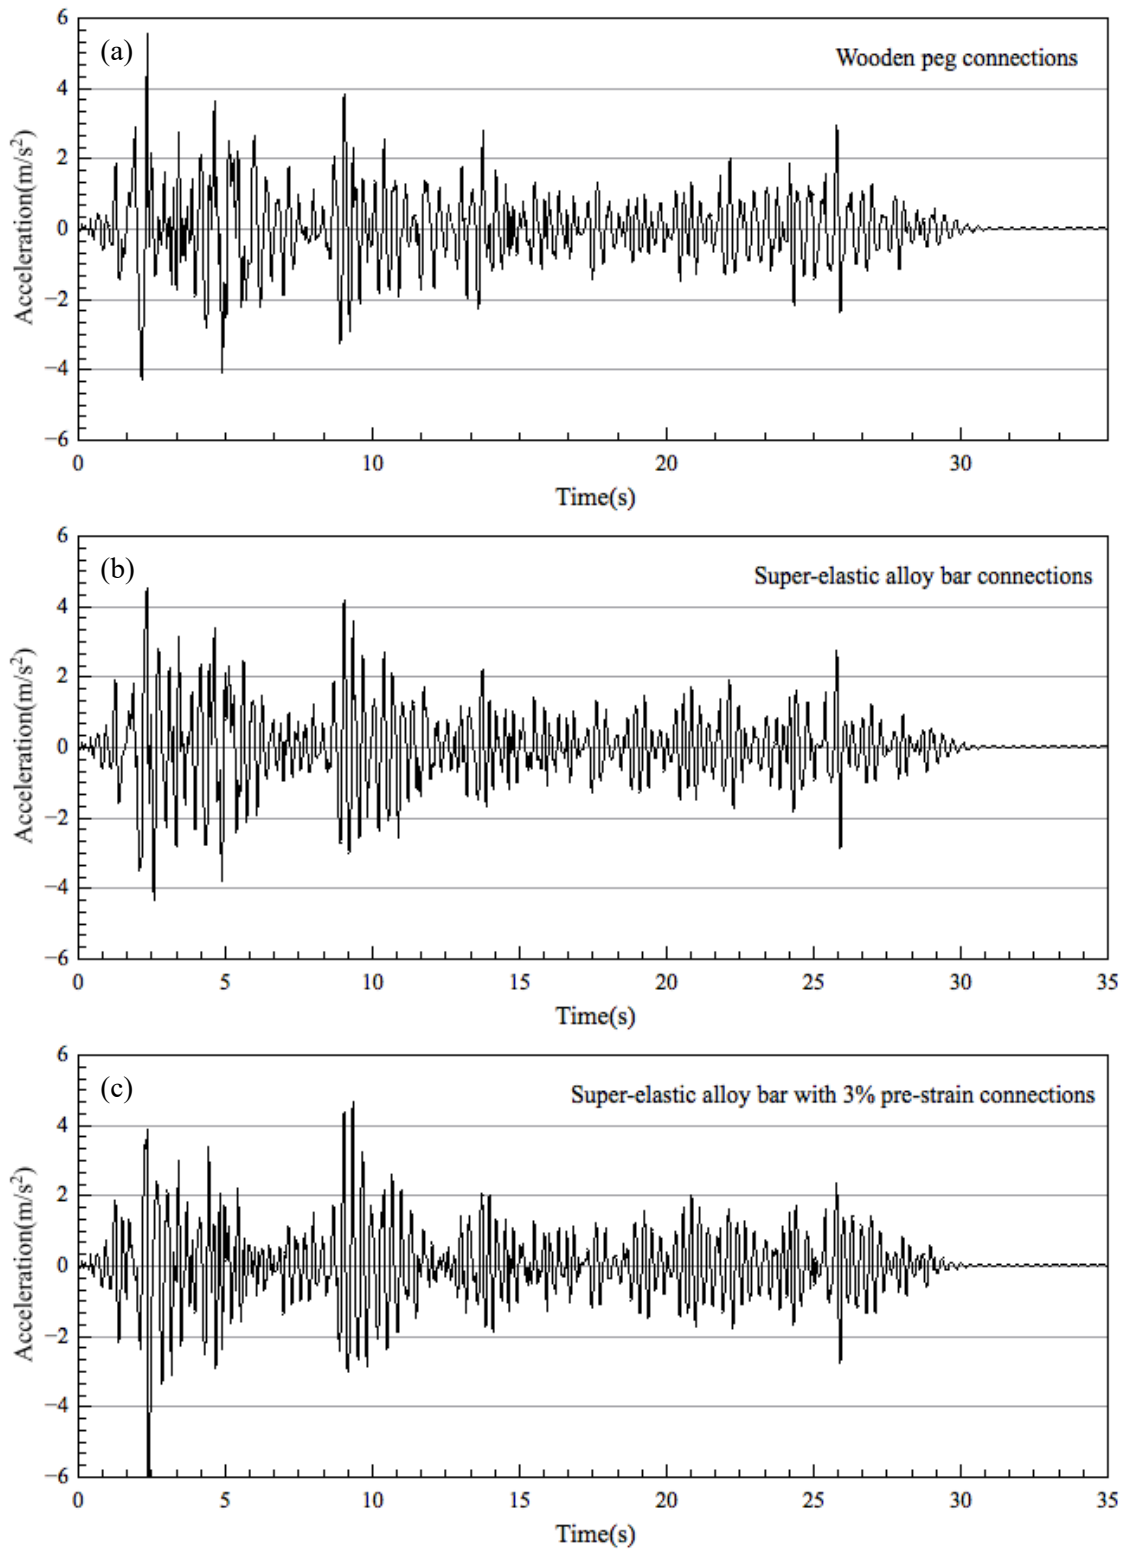 (a)
Wooden peg connections
Acceleration(m/s²)
6
4
2
0
−2
−4
−6
0 10 20 30
Time(s)
(b)
Super-elastic alloy bar connections
Acceleration(m/s²)
6
4
2
0
−2
−4
−6
0 5 10 15 20 25 30 35
Time(s)
(c)
Super-elastic alloy bar with 3% pre-strain connections
Acceleration(m/s²)
6
4
2
0
−2
−4
−6
0 5 10 15 20 25 30 35
Time(s)